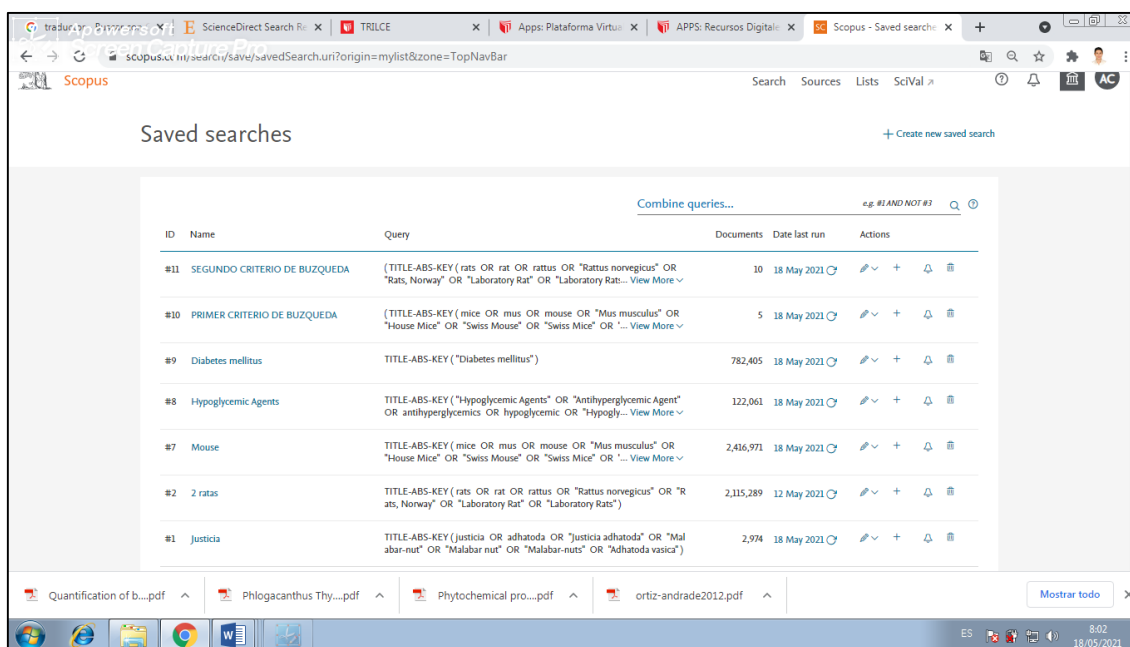 traductor - Buscar con G
ScienceDirect Search Re
TRILCE
Apps: Plataforma Virtua
APPS: Recursos Digitale
Scopus - Saved searche
Apowersoft
Screen Capture Pro
scopus.com/search/save/savedSearch.uri?origin=mylist&zone=TopNavBar
Scopus
Search Sources Lists SciVal
AC
Saved searches
+ Create new saved search
Combine queries...
e.g. #1 AND NOT #3
ID Name Query Documents Date last run Actions
#11 SEGUNDO CRITERIO DE BUZQUEDA (TITLE-ABS-KEY ( rats OR rat OR rattus OR "Rattus norvegicus" OR 10 18 May 2021
"Rats, Norway" OR "Laboratory Rat" OR "Laboratory Rats... View More
#10 PRIMER CRITERIO DE BUZQUEDA (TITLE-ABS-KEY ( mice OR mus OR mouse OR "Mus musculus" OR 5 18 May 2021
"House Mice" OR "Swiss Mouse" OR "Swiss Mice" OR "... View More
#9 Diabetes mellitus TITLE-ABS-KEY ( "Diabetes mellitus" ) 782,405 18 May 2021
#8 Hypoglycemic Agents TITLE-ABS-KEY ( "Hypoglycemic Agents" OR "Antihyperglycemic Agent" 122,061 18 May 2021
OR antihyperglycemics OR hypoglycemic OR "Hypogly... View More
#7 Mouse TITLE-ABS-KEY ( mice OR mus OR mouse OR "Mus musculus" OR 2,416,971 18 May 2021
"House Mice" OR "Swiss Mouse" OR "Swiss Mice" OR '... View More
#2 2 ratas TITLE-ABS-KEY ( rats OR rat OR rattus OR "Rattus norvegicus" OR "R 2,115,289 12 May 2021
ats, Norway" OR "Laboratory Rat" OR "Laboratory Rats" )
#1 Justicia TITLE-ABS-KEY ( justicia OR adhatoda OR "Justicia adhatoda" OR "Mal 2,974 18 May 2021
abar-nut" OR "Malabar nut" OR "Malabar-nuts" OR "Adhatoda vasica" )
Quantification of b....pdf
Phlogacanthus Thy....pdf
Phytochemical pro....pdf
ortiz-andrade2012.pdf
Mostrar todo
ES
8:02
18/05/2021